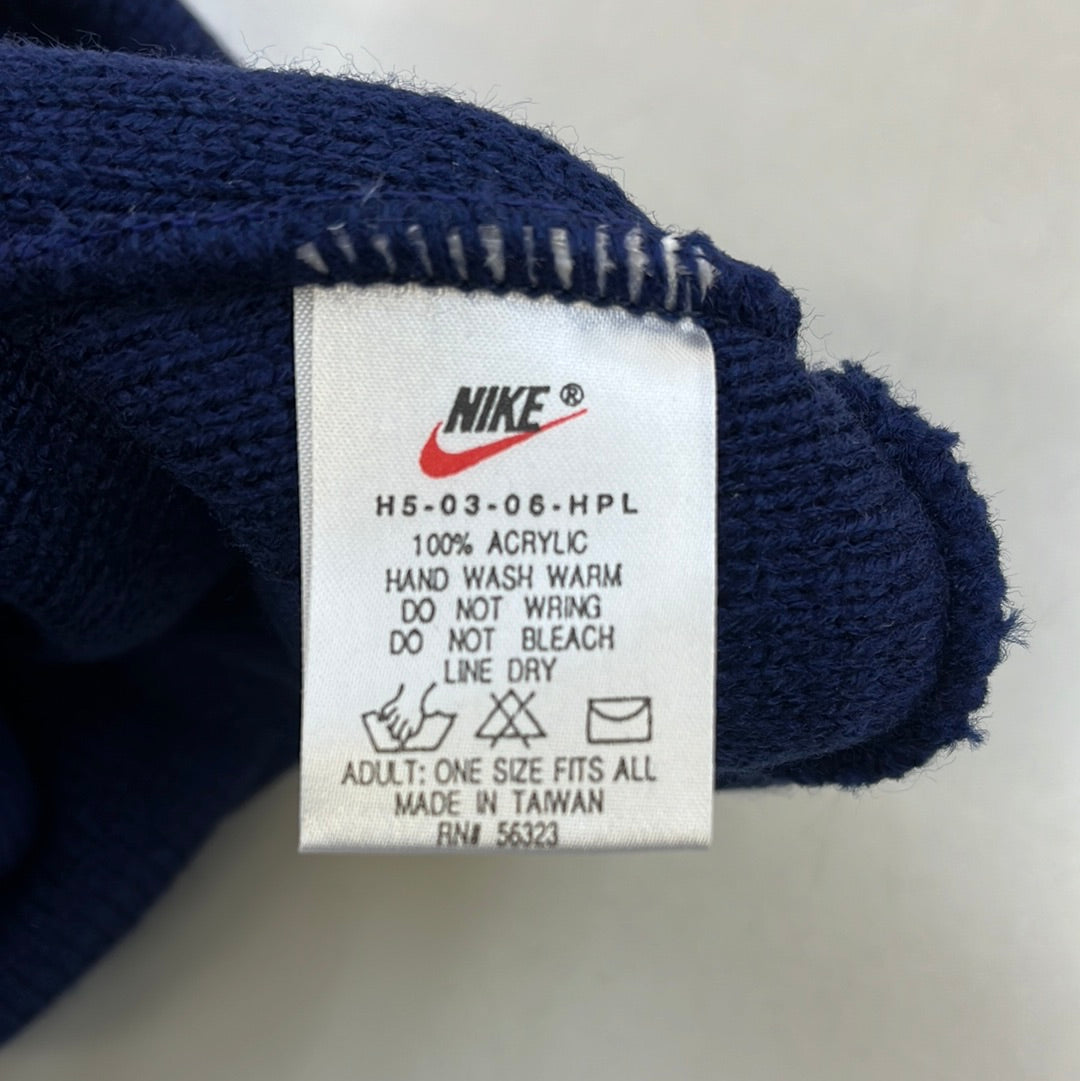 NIKE®
H5-03-06-HPL
100% ACRYLIC
HAND WASH WARM
DO NOT WRING
DO NOT BLEACH
LINE DRY
ADULT: ONE SIZE FITS ALL
MADE IN TAIWAN
RN# 56323